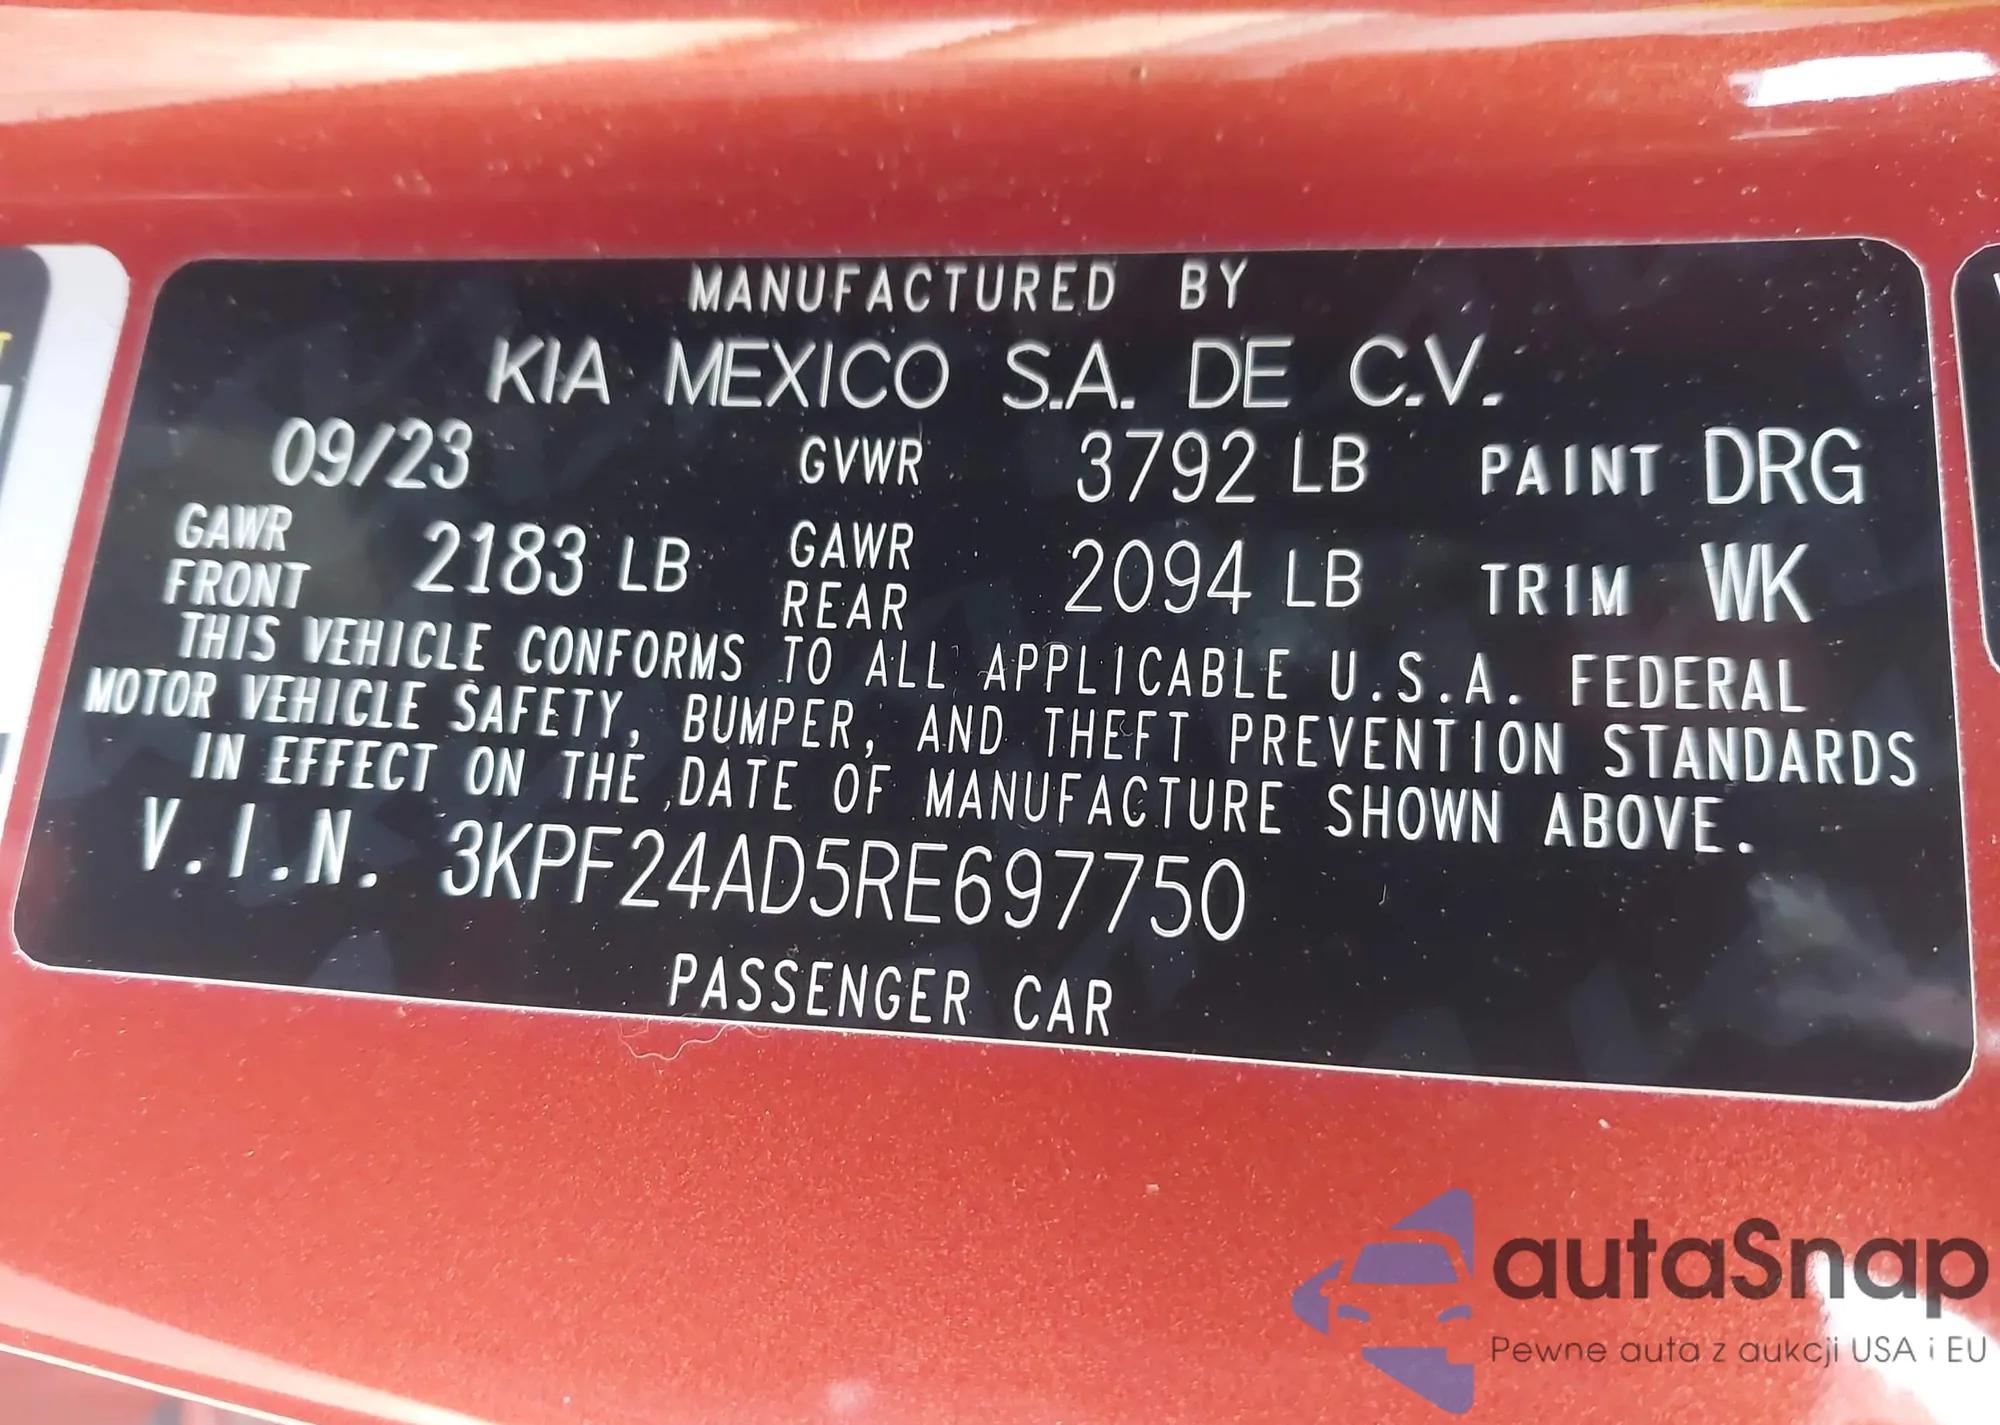 MANUFACTURED BY
KIA MEXICO S.A. DE C.V.
09/23 GVWR 3792 LB PAINT DRG
GAWR FRONT 2183 LB GAWR REAR 2094 LB TRIM WK
THIS VEHICLE CONFORMS TO ALL APPLICABLE U.S.A. FEDERAL
MOTOR VEHICLE SAFETY, BUMPER, AND THEFT PREVENTION STANDARDS
IN EFFECT ON THE DATE OF MANUFACTURE SHOWN ABOVE.
V.I.N. 3KPF24AD5RE697750
PASSENGER CAR
autaSnap
Pewne auta z aukcji USA i EU